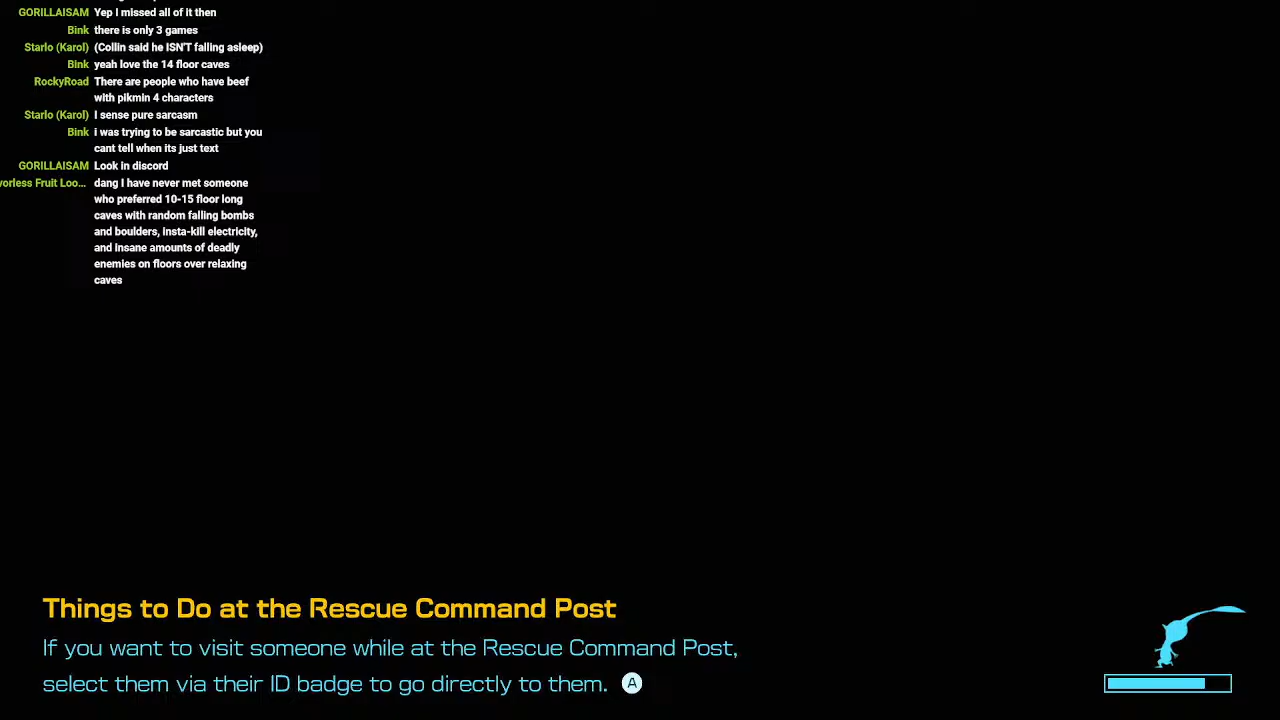 GORILLAISAM Yep I missed all of it then
Bink there is only 3 games
Starlo (Karol) (Collin said he ISN'T falling asleep)
Bink yeah love the 14 floor caves
RockyRoad There are people who have beef
with pikmin 4 characters
Starlo (Karol) I sense pure sarcasm
Bink i was trying to be sarcastic but you
cant tell when its just text
GORILLAISAM Look in discord
vorless Fruit Loo... dang I have never met someone
who preferred 10-15 floor long
caves with random falling bombs
and boulders, insta-kill electricity,
and insane amounts of deadly
enemies on floors over relaxing
caves
Things to Do at the Rescue Command Post
If you want to visit someone while at the Rescue Command Post,
select them via their ID badge to go directly to them. A